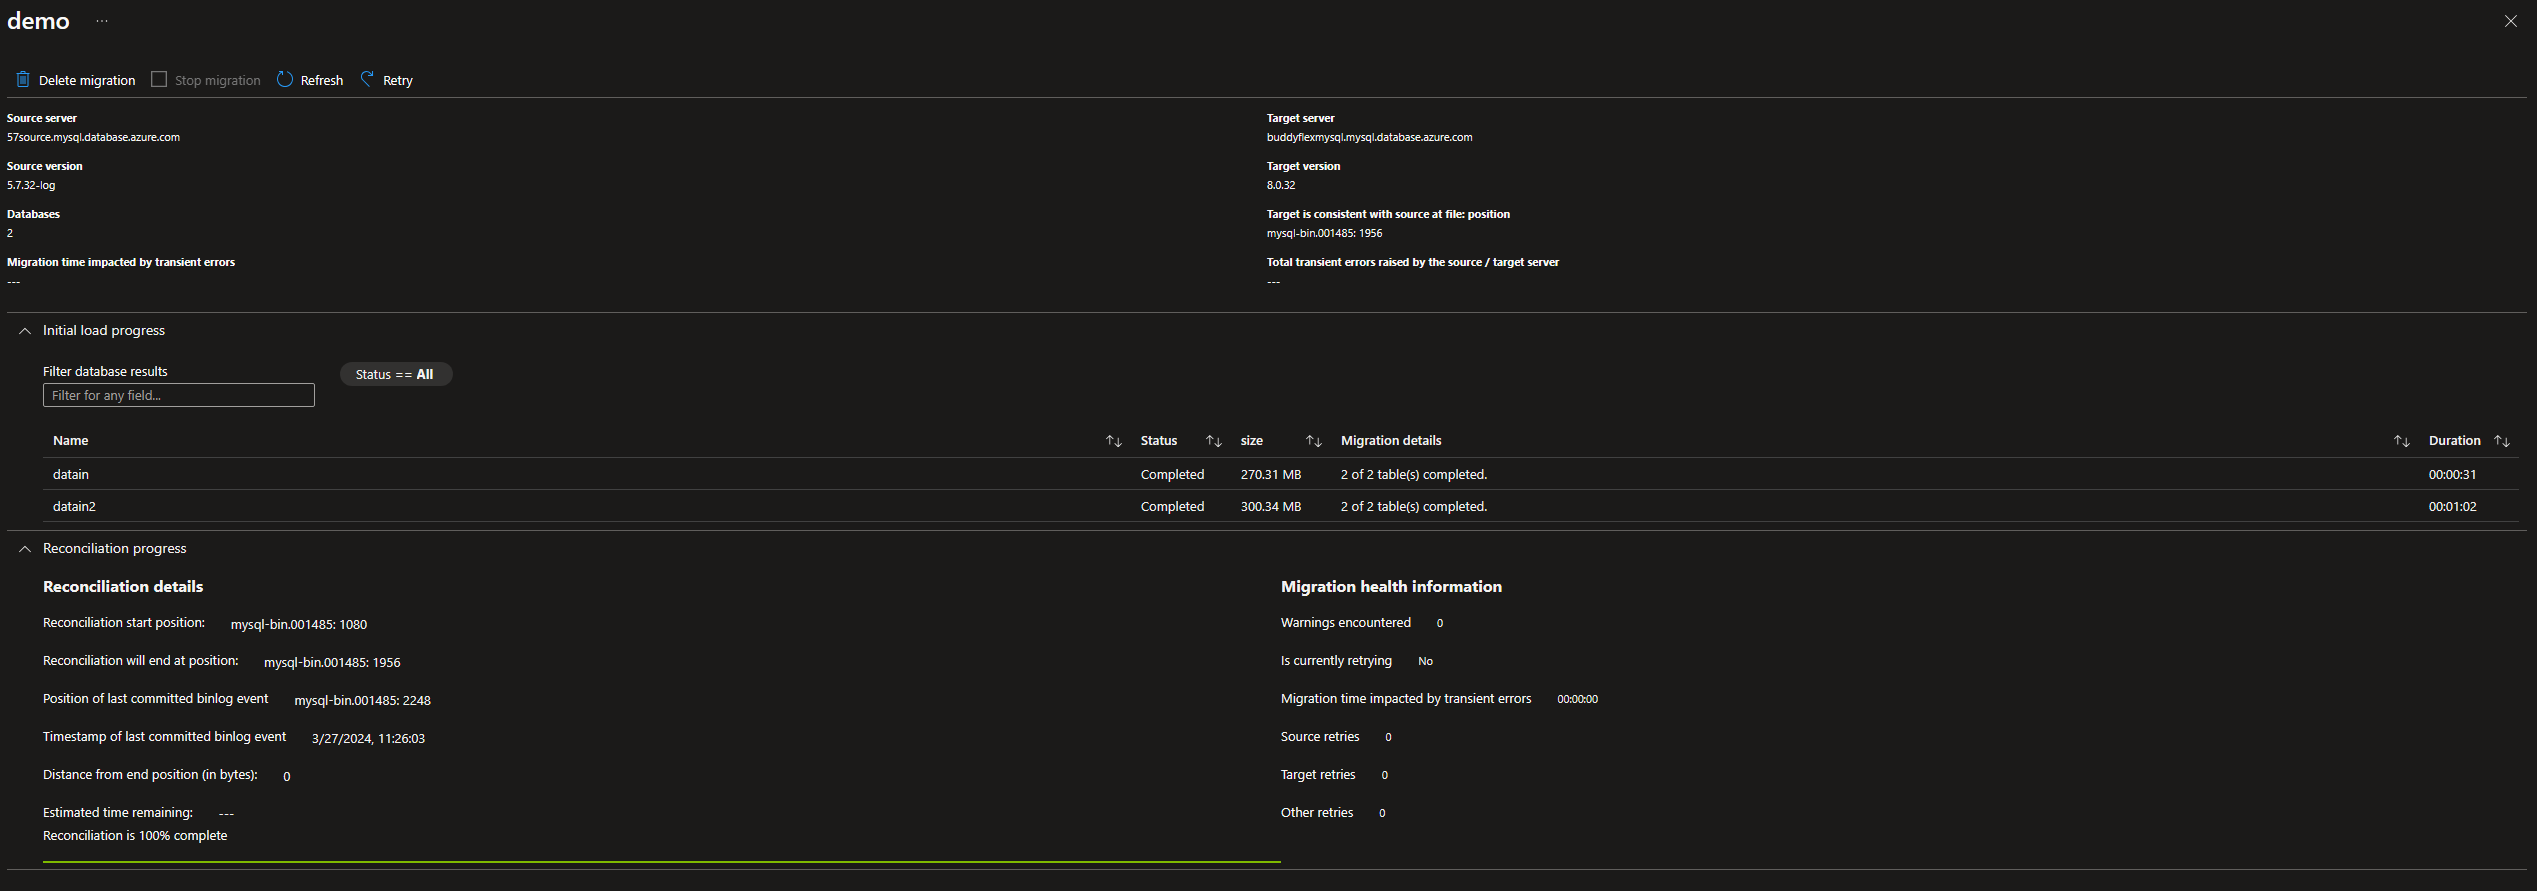 demo ...
Delete migration Stop migration Refresh Retry
Source server
57source.mysql.database.azure.com
Source version
5.7.32-log
Databases
2
Migration time impacted by transient errors
---
Target server
buddyflexmysql.mysql.database.azure.com
Target version
8.0.32
Target is consistent with source at file: position
mysql-bin.001485: 1956
Total transient errors raised by the source / target server
---
Initial load progress
Filter database results
Filter for any field...
Status == All
Name Status size Migration details Duration
datain Completed 270.31 MB 2 of 2 table(s) completed. 00:00:31
datain2 Completed 300.34 MB 2 of 2 table(s) completed. 00:01:02
Reconciliation progress
Reconciliation details
Reconciliation start position: mysql-bin.001485: 1080
Reconciliation will end at position: mysql-bin.001485: 1956
Position of last committed binlog event mysql-bin.001485: 2248
Timestamp of last committed binlog event 3/27/2024, 11:26:03
Distance from end position (in bytes): 0
Estimated time remaining: ---
Reconciliation is 100% complete
Migration health information
Warnings encountered 0
Is currently retrying No
Migration time impacted by transient errors 00:00:00
Source retries 0
Target retries 0
Other retries 0